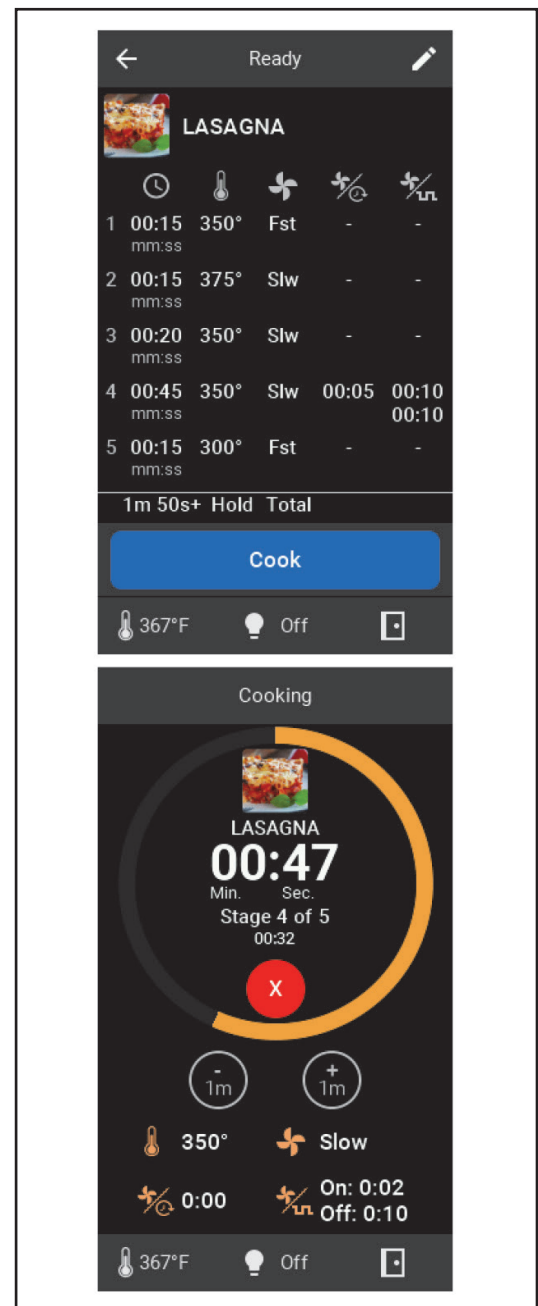 Ready
LASAGNA
1 00:15 350° Fst - -
mm:ss
2 00:15 375° Slw - -
mm:ss
3 00:20 350° Slw - -
mm:ss
4 00:45 350° Slw 00:05 00:10
mm:ss 00:10
5 00:15 300° Fst - -
mm:ss
1m 50s+ Hold Total
Cook
367°F Off
Cooking
LASAGNA
00:47
Min. Sec.
Stage 4 of 5
00:32
X
- +
1m 1m
350° Slow
0:00 On: 0:02
Off: 0:10
367°F Off